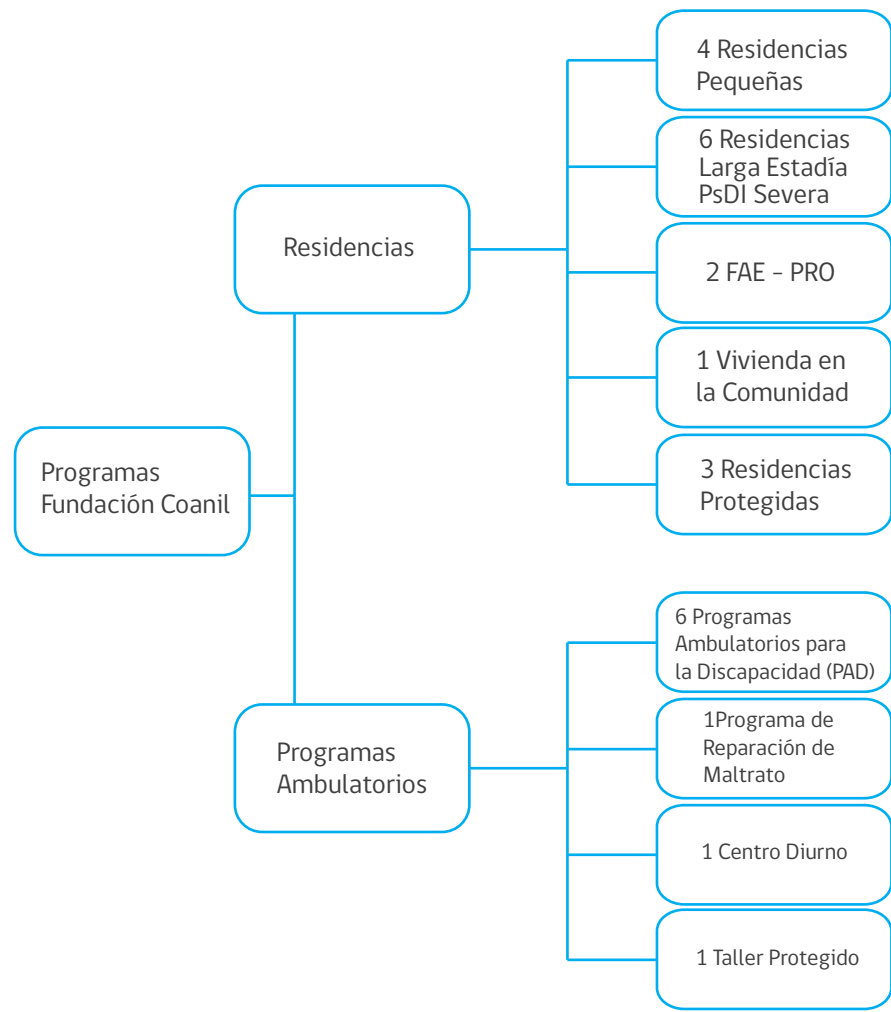 Programas
Fundación Coanil
Residencias
4 Residencias
Pequeñas
6 Residencias
Larga Estadía
PsDI Severa
2 FAE – PRO
1 Vivienda en
la Comunidad
3 Residencias
Protegidas
Programas
Ambulatorios
6 Programas
Ambulatorios para
la Discapacidad (PAD)
1Programa de
Reparación de
Maltrato
1 Centro Diurno
1 Taller Protegido